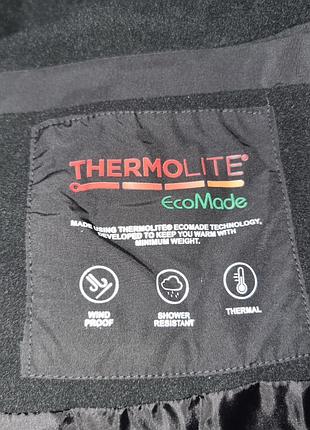 THERMOLITE®
EcoMade
MADE USING THERMOLITE® ECOMADE TECHNOLOGY,
DEVELOPED TO KEEP YOU WARM WITH
MINIMUM WEIGHT.
WIND
PROOF
SHOWER
RESISTANT
THERMAL